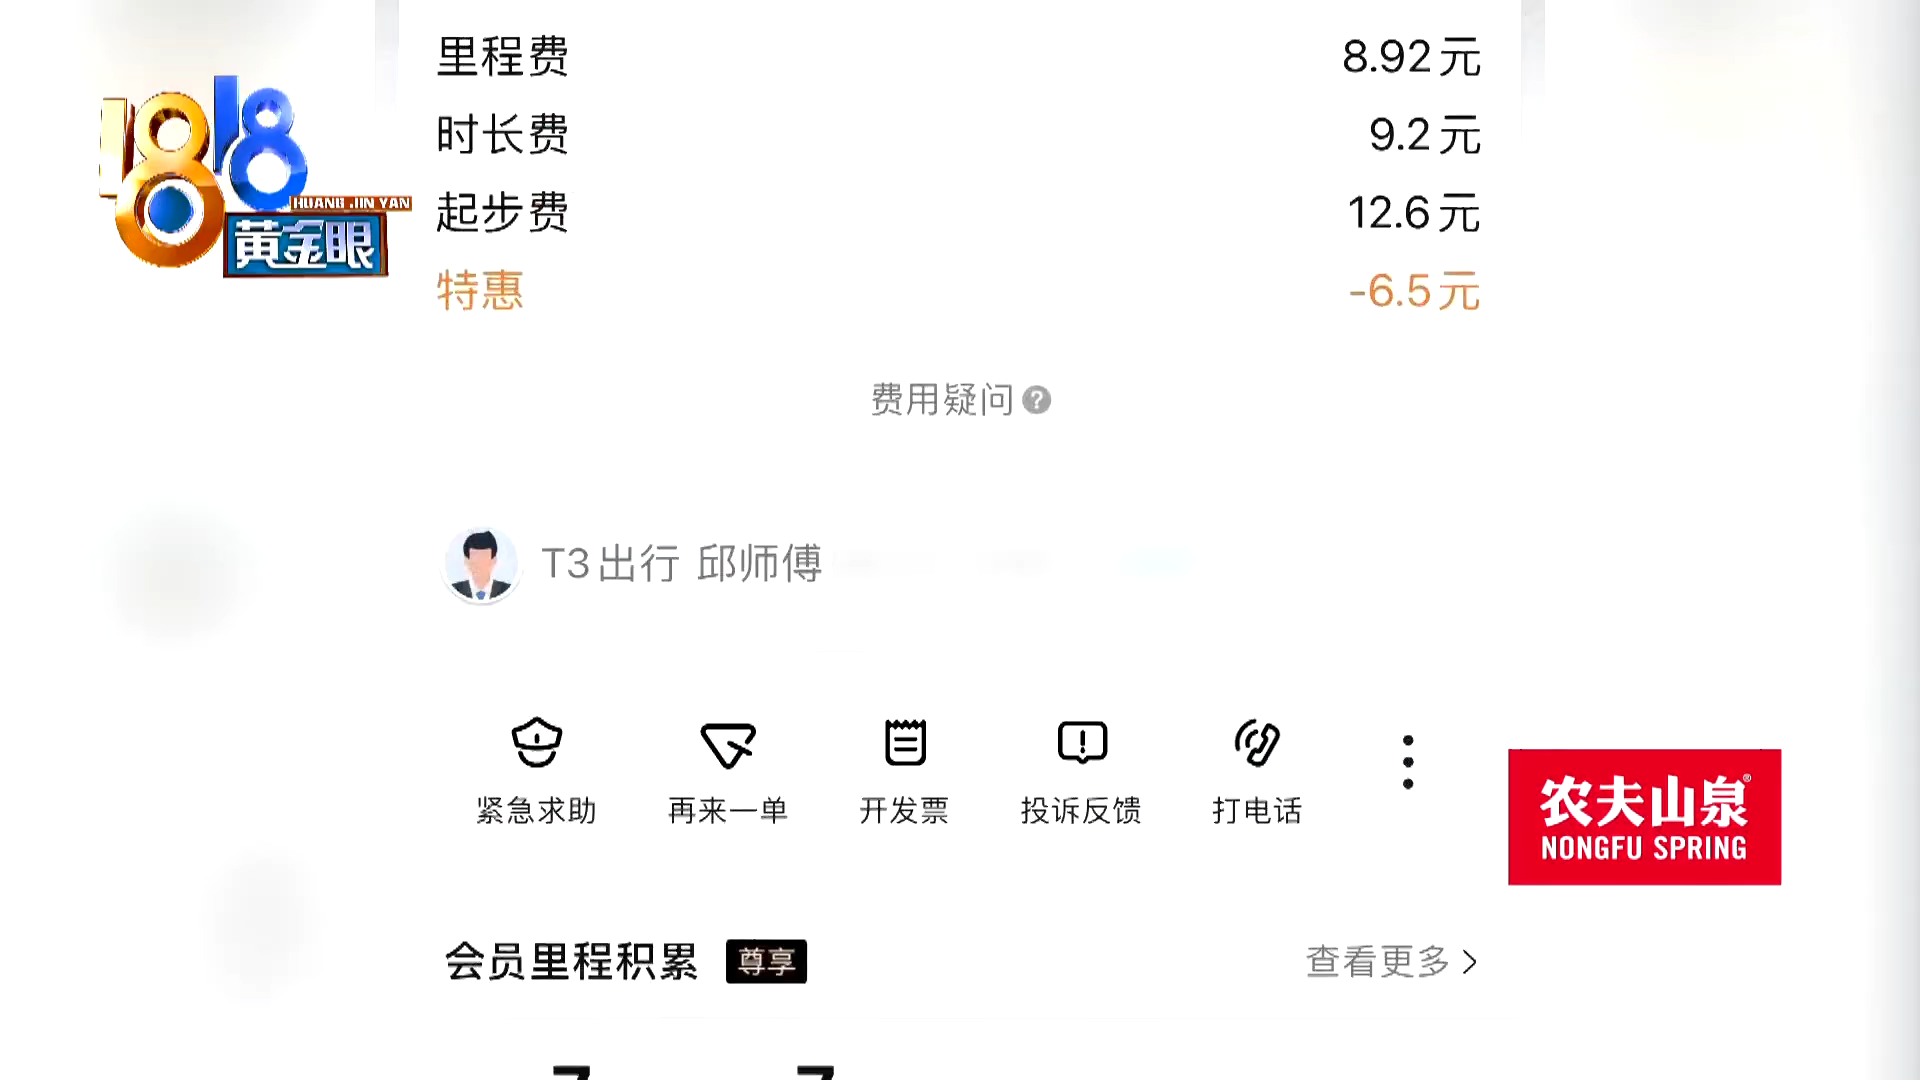 里程费 8.92元
时长费 9.2元
起步费 12.6元
特惠 -6.5元
1818
HUANG JIN YAN
黄金眼
费用疑问?
T3出行 邱师傅
紧急求助 再来一单 开发票 投诉反馈 打电话
农夫山泉®
NONGFU SPRING
会员里程积累 尊享 查看更多 >